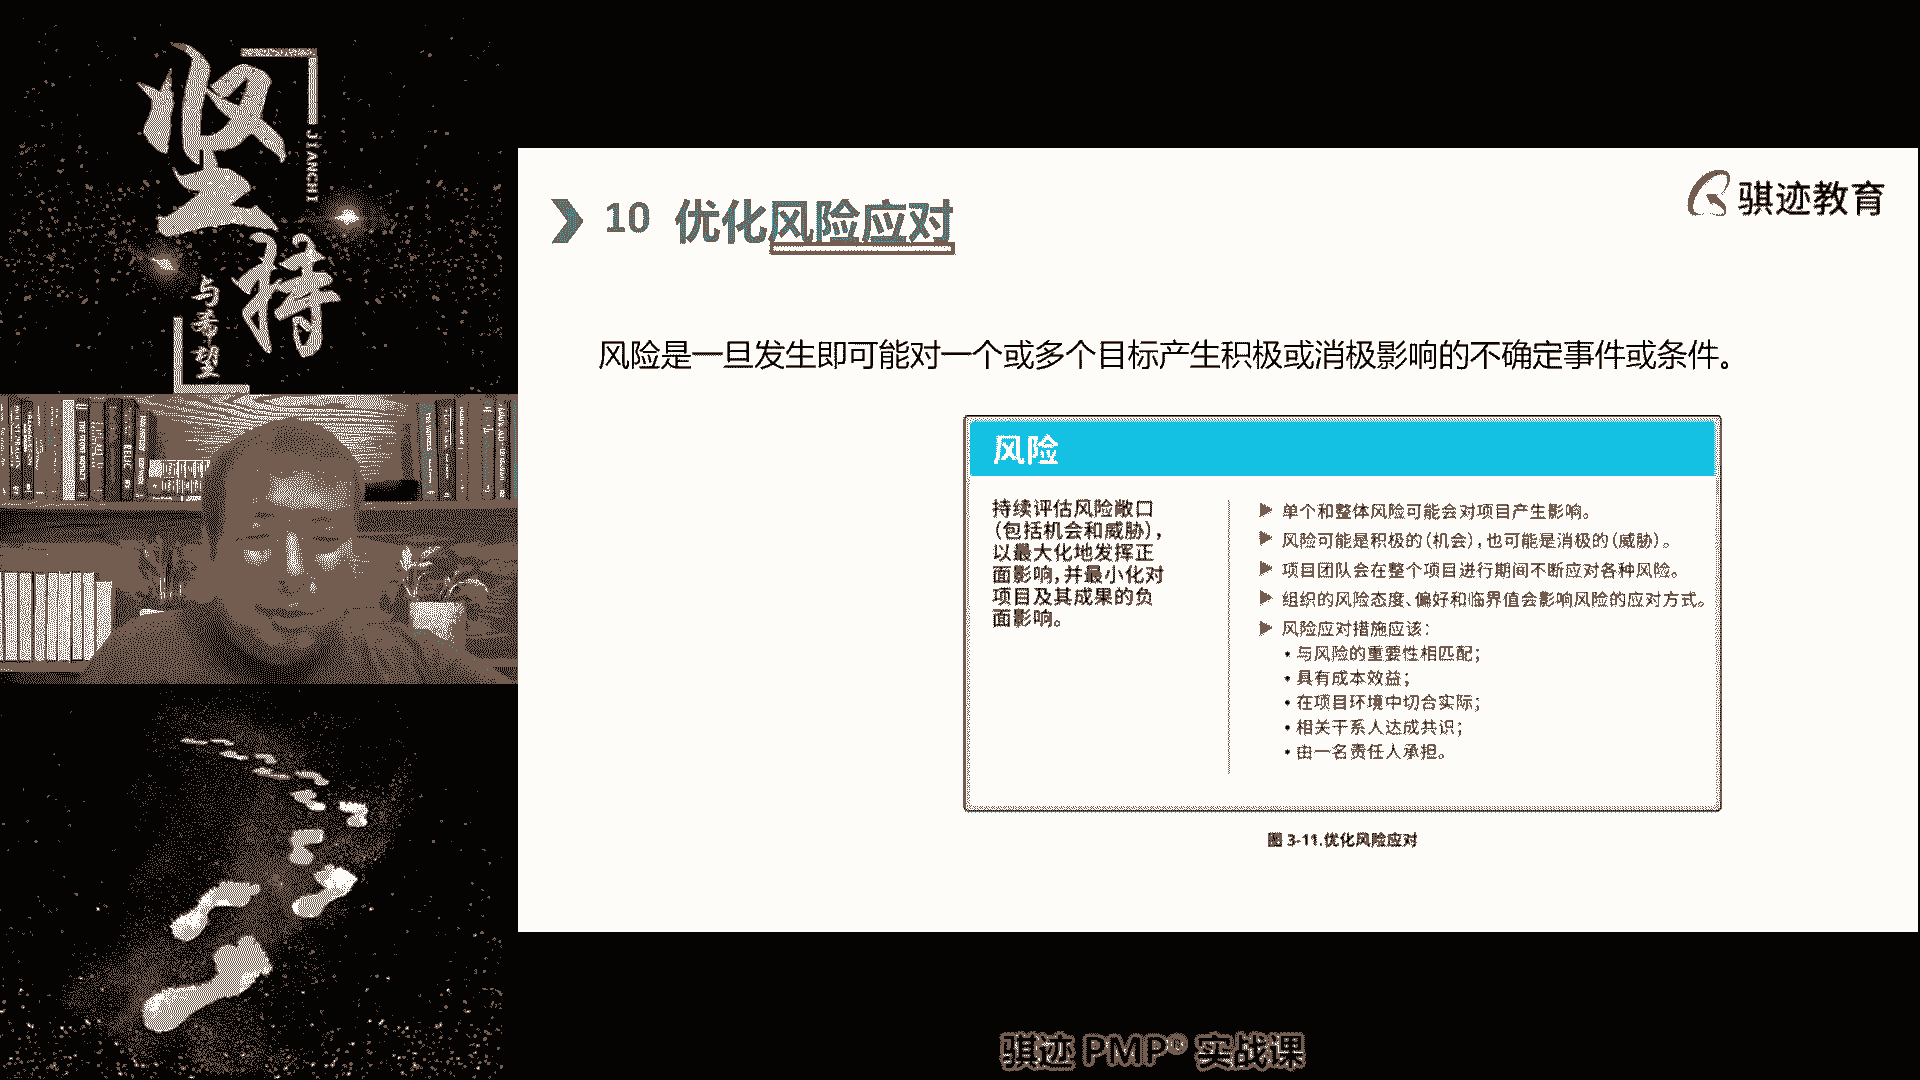 坚
持
JIANCHI
与
希
望
10 优化风险应对
骐迹教育
风险是一旦发生即可能对一个或多个目标产生积极或消极影响的不确定事件或条件。
风险
持续评估风险敞口
(包括机会和威胁),
以最大化地发挥正
面影响,并最小化对
项目及其成果的负
面影响。
单个和整体风险可能会对项目产生影响。
风险可能是积极的(机会),也可能是消极的(威胁)。
项目团队会在整个项目进行期间不断应对各种风险。
组织的风险态度、偏好和临界值会影响风险的应对方式。
风险应对措施应该:
• 与风险的重要性相匹配;
• 具有成本效益;
• 在项目环境中切合实际;
• 相关干系人达成共识;
• 由一名责任人承担。
图 3-11.优化风险应对
骐迹 PMP® 实战课